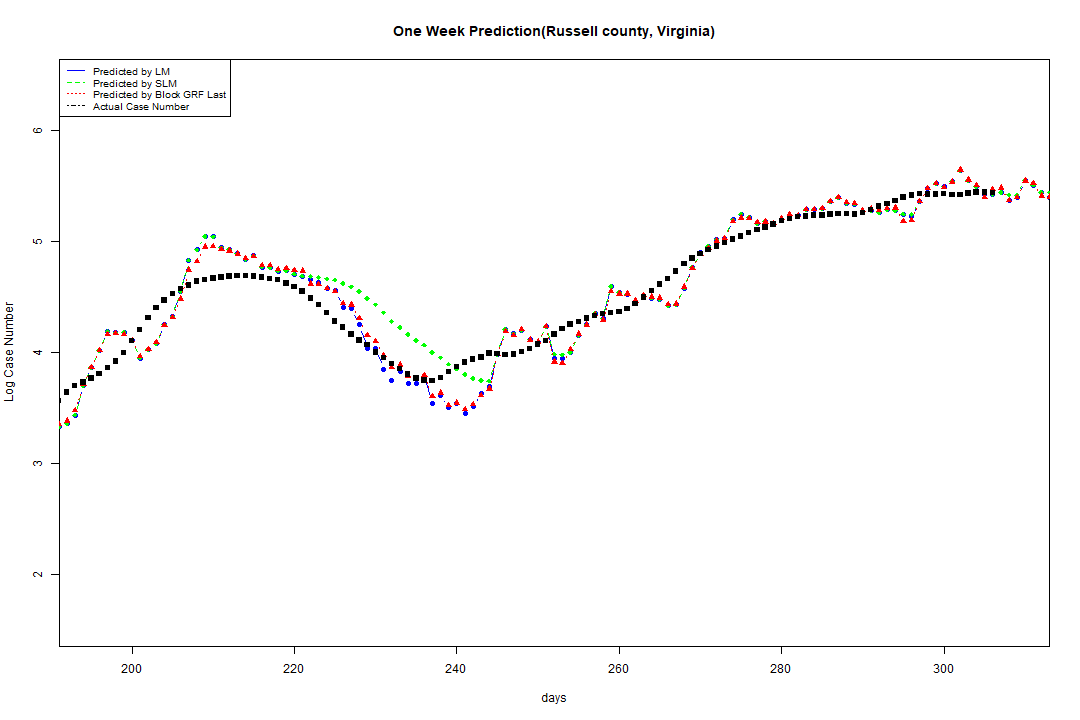 One Week Prediction(Russell county, Virginia)
Predicted by LM
Predicted by SLM
Predicted by Block GRF Last
Actual Case Number
6
5
4
3
2
Log Case Number
200
220
240
260
280
300
days